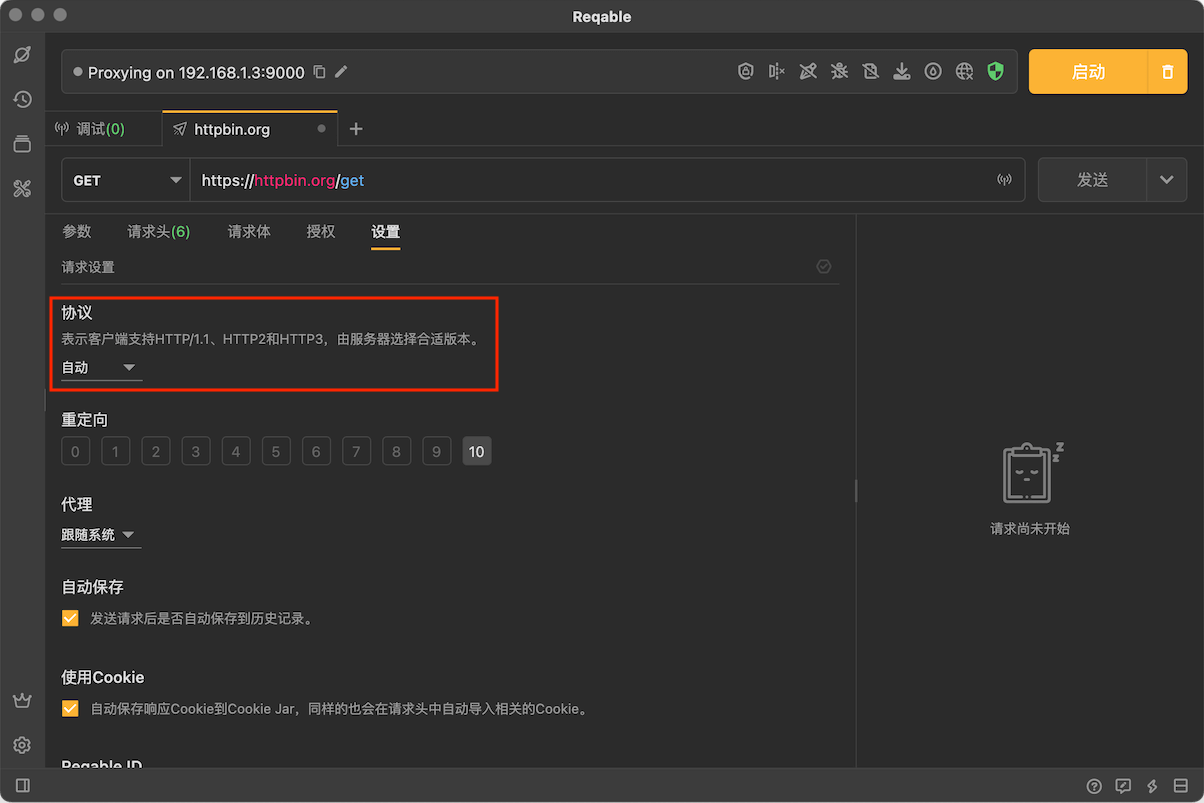 Reqable
Proxying on 192.168.1.3:9000
启动
调试(0)
httpbin.org
GET
https://httpbin.org/get
发送
参数
请求头(6)
请求体
授权
设置
请求设置
协议
表示客户端支持HTTP/1.1、HTTP2和HTTP3，由服务器选择合适版本。
自动
重定向
0 1 2 3 4 5 6 7 8 9 10
代理
跟随系统
自动保存
发送请求后是否自动保存到历史记录。
使用Cookie
自动保存响应Cookie到Cookie Jar，同样的也会在请求头中自动导入相关的Cookie。
Reqable ID
z
z
请求尚未开始